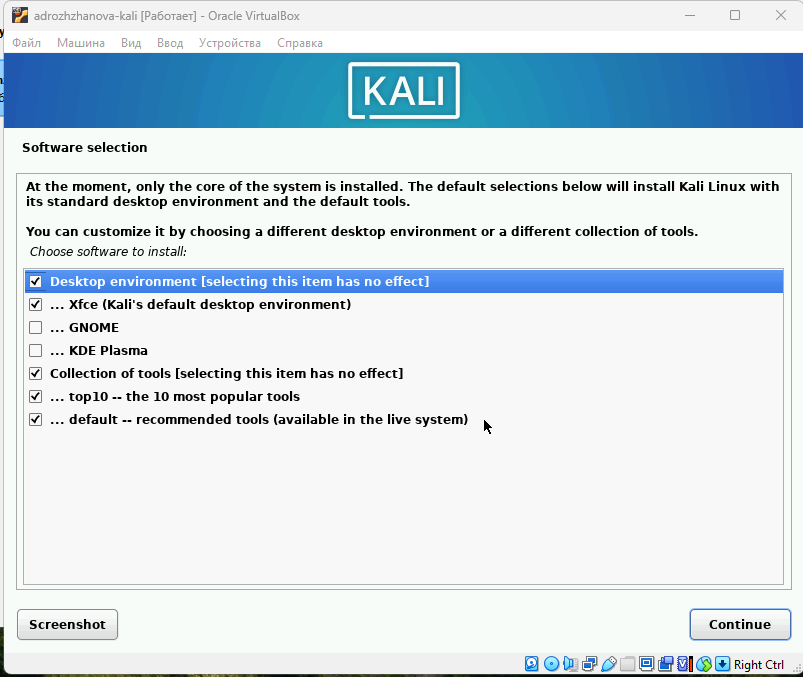 adrozhzhanova-kali [Работает] - Oracle VirtualBox
Файл Машина Вид Ввод Устройства Справка
KALI
Software selection
At the moment, only the core of the system is installed. The default selections below will install Kali Linux with
its standard desktop environment and the default tools.
You can customize it by choosing a different desktop environment or a different collection of tools.
Choose software to install:
Desktop environment [selecting this item has no effect]
... Xfce (Kali's default desktop environment)
... GNOME
... KDE Plasma
Collection of tools [selecting this item has no effect]
... top10 -- the 10 most popular tools
... default -- recommended tools (available in the live system)
Screenshot Continue
Right Ctrl